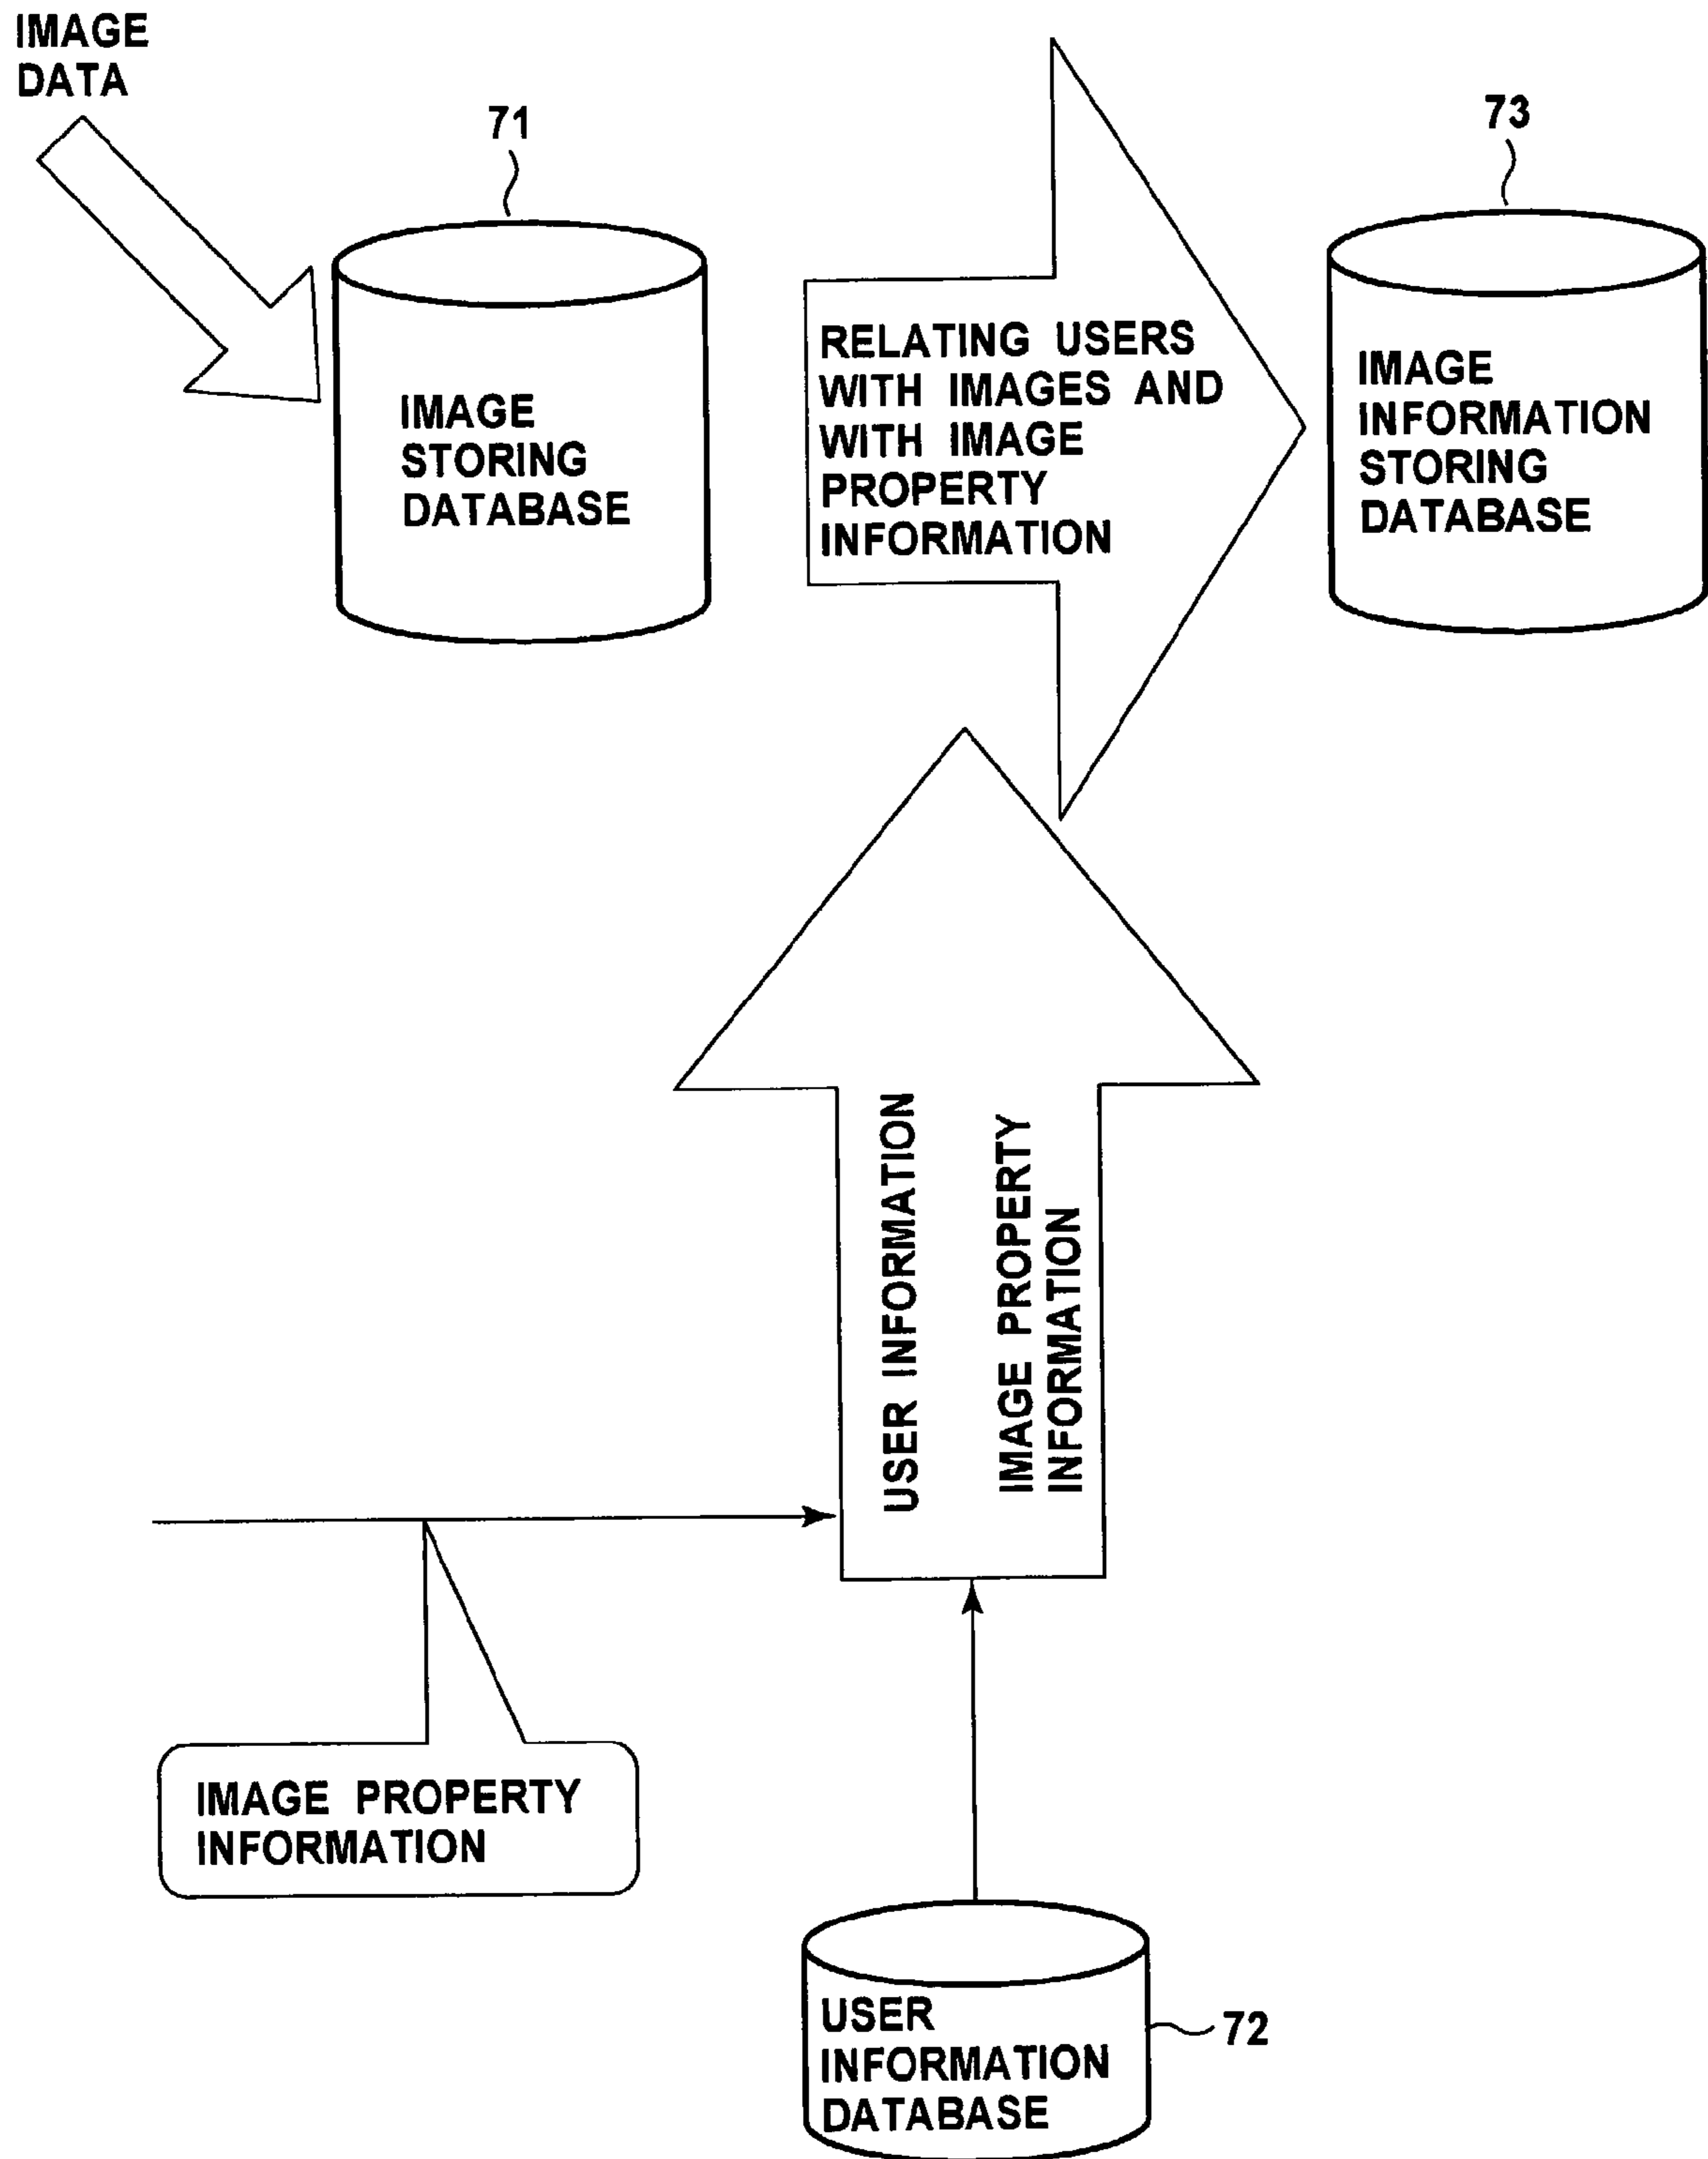 IMAGE
DATA
71
73
IMAGE
STORING
DATABASE
RELATING USERS
WITH IMAGES AND
WITH IMAGE
PROPERTY
INFORMATION
IMAGE
INFORMATION
STORING
DATABASE
USER INFORMATION
IMAGE PROPERTY
INFORMATION
IMAGE PROPERTY
INFORMATION
USER
INFORMATION
DATABASE
72